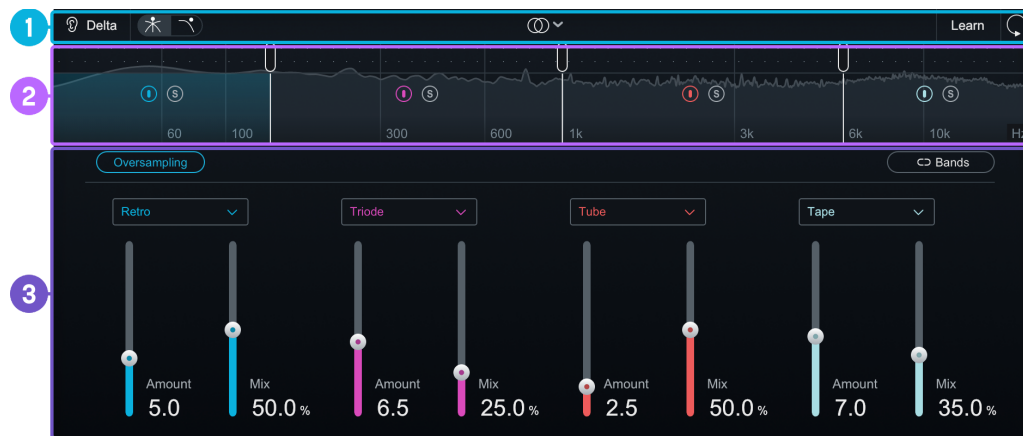 1 Delta Learn
2 S S S S
60 100 300 600 1k 3k 6k 10k Hz
Oversampling Bands
Retro Triode Tube Tape
3
Amount Mix Amount Mix Amount Mix Amount Mix
5.0 50.0 % 6.5 25.0 % 2.5 50.0 % 7.0 35.0 %